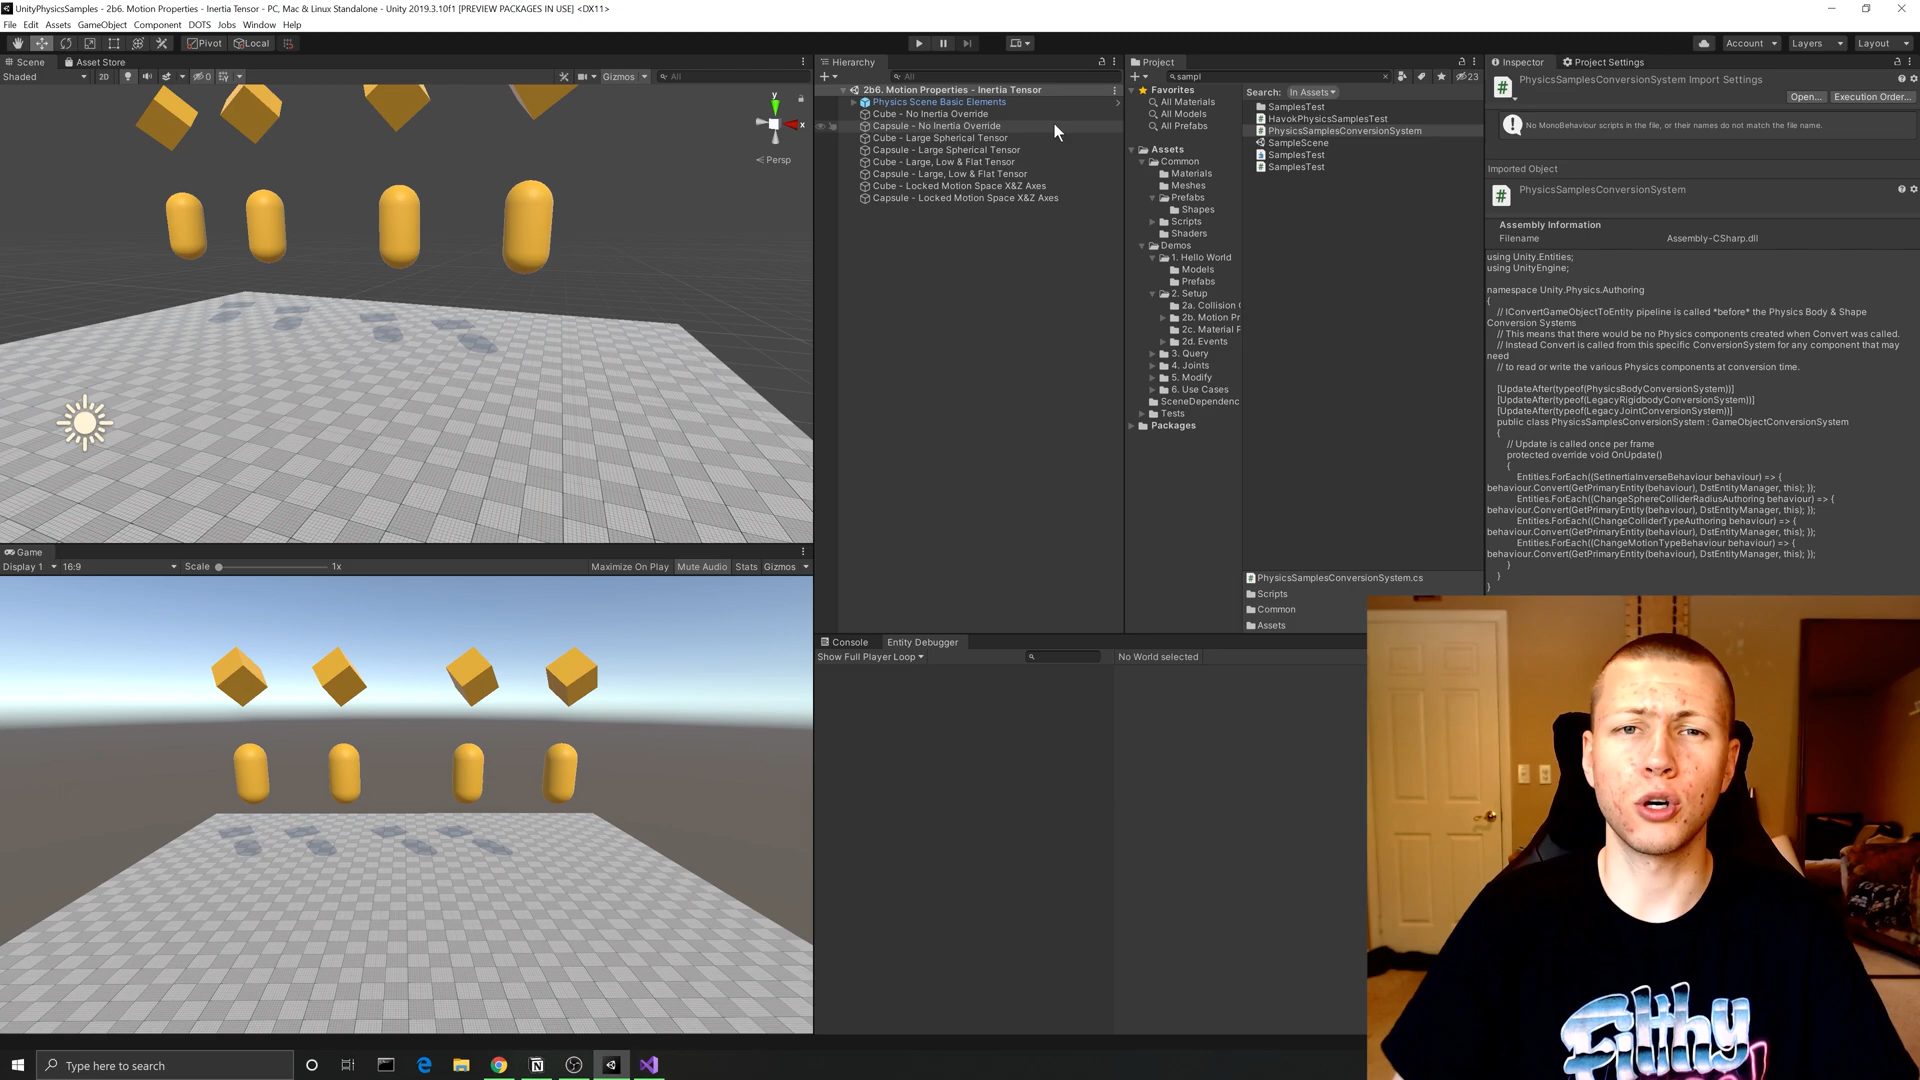 UnityPhysicsSamples - 2b6. Motion Properties - Inertia Tensor - PC, Mac & Linux Standalone - Unity 2019.3.10f1 [PREVIEW PACKAGES IN USE] <DX11>
File Edit Assets GameObject Component DOTS Jobs Window Help
Pivot Local Account Layers Layout
Scene Asset Store
Shaded 2D 0 Gizmos All
y
x
Persp
Game
Display 1 16:9 Scale 1x Maximize On Play Mute Audio Stats Gizmos
Hierarchy
All
2b6. Motion Properties - Inertia Tensor
Physics Scene Basic Elements
Cube - No Inertia Override
Capsule - No Inertia Override
Cube - Large Spherical Tensor
Capsule - Large Spherical Tensor
Cube - Large, Low & Flat Tensor
Capsule - Large, Low & Flat Tensor
Cube - Locked Motion Space X&Z Axes
Capsule - Locked Motion Space X&Z Axes
Console Entity Debugger
Show Full Player Loop No World selected
Project
sampl 23
Favorites
All Materials
All Models
All Prefabs
Assets
Common
Materials
Meshes
Prefabs
Shapes
Scripts
Shaders
Demos
1. Hello World
Models
Prefabs
2. Setup
2a. Collision
2b. Motion Pr
2c. Material P
2d. Events
3. Query
4. Joints
5. Modify
6. Use Cases
SceneDependenc
Tests
Packages
Search: In Assets
SamplesTest
HavokPhysicsSamplesTest
PhysicsSamplesConversionSystem
SampleScene
SamplesTest
SamplesTest
PhysicsSamplesConversionSystem.cs
Scripts
Common
Assets
Inspector Project Settings
PhysicsSamplesConversionSystem Import Settings
Open... Execution Order...
No MonoBehaviour scripts in the file, or their names do not match the file name.
Imported Object
PhysicsSamplesConversionSystem
Assembly Information
Filename Assembly-CSharp.dll
using Unity.Entities;
using UnityEngine;
namespace Unity.Physics.Authoring
{
// IConvertGameObjectToEntity pipeline is called *before* the Physics Body & Shape
Conversion Systems
// This means that there would be no Physics components created when Convert was called.
// Instead Convert is called from this specific ConversionSystem for any component that may
need
// to read or write the various Physics components at conversion time.
[UpdateAfter(typeof(PhysicsBodyConversionSystem))]
[UpdateAfter(typeof(LegacyRigidbodyConversionSystem))]
[UpdateAfter(typeof(LegacyJointConversionSystem))]
public class PhysicsSamplesConversionSystem : GameObjectConversionSystem
{
// Update is called once per frame
protected override void OnUpdate()
{
Entities.ForEach((SetInertiaInverseBehaviour behaviour) => {
behaviour.Convert(GetPrimaryEntity(behaviour), DstEntityManager, this); });
Entities.ForEach((ChangeSphereColliderRadiusAuthoring behaviour) => {
behaviour.Convert(GetPrimaryEntity(behaviour), DstEntityManager, this); });
Entities.ForEach((ChangeColliderTypeAuthoring behaviour) => {
behaviour.Convert(GetPrimaryEntity(behaviour), DstEntityManager, this); });
Entities.ForEach((ChangeMotionTypeBehaviour behaviour) => {
behaviour.Convert(GetPrimaryEntity(behaviour), DstEntityManager, this); });
}
}
}
Filthy
Type here to search